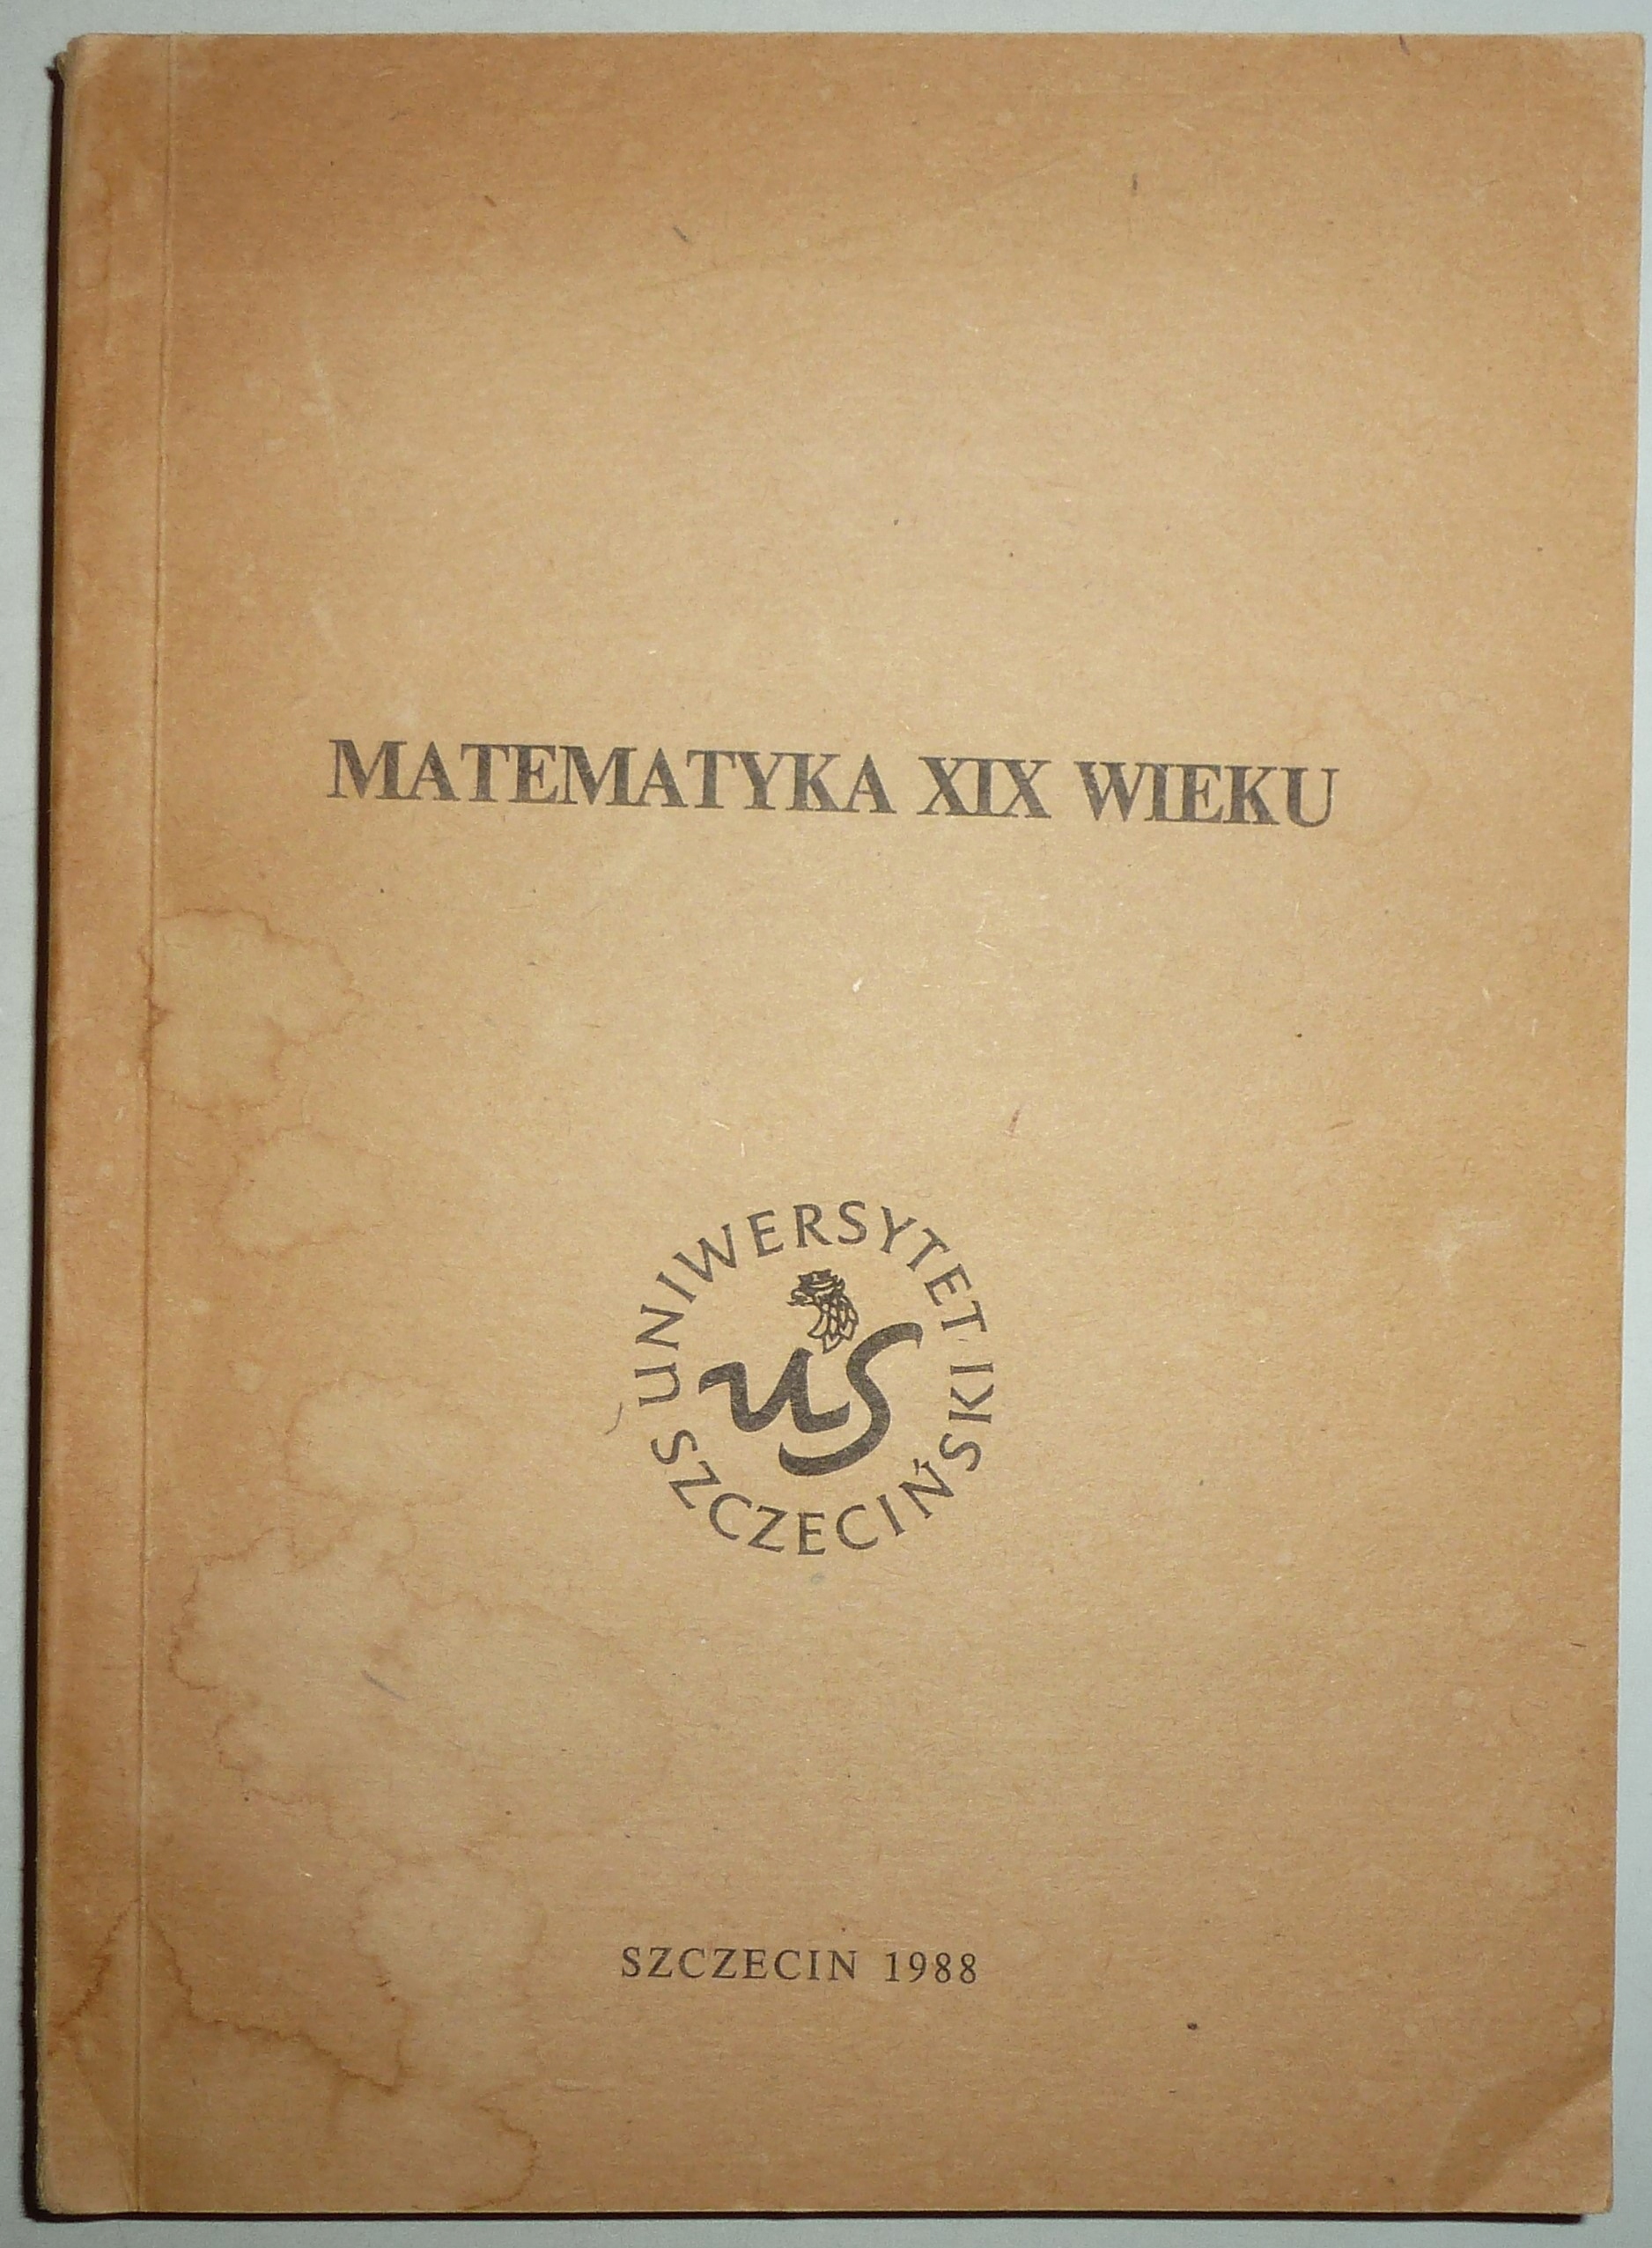 MATEMATYKA XIX WIEKU
UNIWERSYTET
us
SZCZECIŃSKI
SZCZECIN 1988